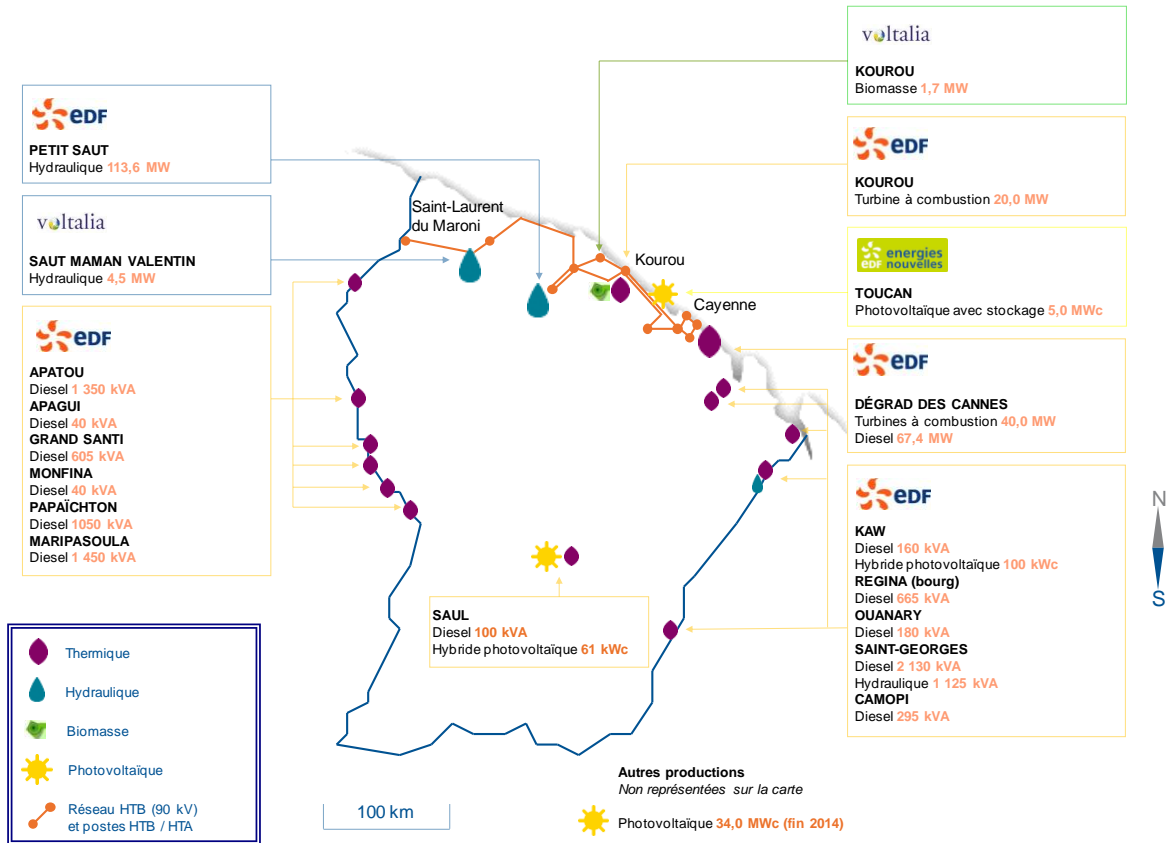 edf
PETIT SAUT
Hydraulique 113,6 MW
voltalia
SAUT MAMAN VALENTIN
Hydraulique 4,5 MW
edf
APATOU
Diesel 1 350 kVA
APAGUI
Diesel 40 kVA
GRAND SANTI
Diesel 605 kVA
MONFINA
Diesel 40 kVA
PAPAÏCHTON
Diesel 1050 kVA
MARIPASOULA
Diesel 1 450 kVA
Thermique
Hydraulique
Biomasse
Photovoltaïque
Réseau HTB (90 kV)
et postes HTB / HTA
Saint-Laurent
du Maroni
Kourou
Cayenne
SAUL
Diesel 100 kVA
Hybride photovoltaïque 61 kWc
100 km
Autres productions
Non représentées sur la carte
Photovoltaïque 34,0 MWc (fin 2014)
voltalia
KOUROU
Biomasse 1,7 MW
edf
KOUROU
Turbine à combustion 20,0 MW
edf energies
nouvelles
TOUCAN
Photovoltaïque avec stockage 5,0 MWc
edf
DÉGRAD DES CANNES
Turbines à combustion 40,0 MW
Diesel 67,4 MW
edf
KAW
Diesel 160 kVA
Hybride photovoltaïque 100 kWc
REGINA (bourg)
Diesel 665 kVA
OUANARY
Diesel 180 kVA
SAINT-GEORGES
Diesel 2 130 kVA
Hydraulique 1 125 kVA
CAMOPI
Diesel 295 kVA
N
S